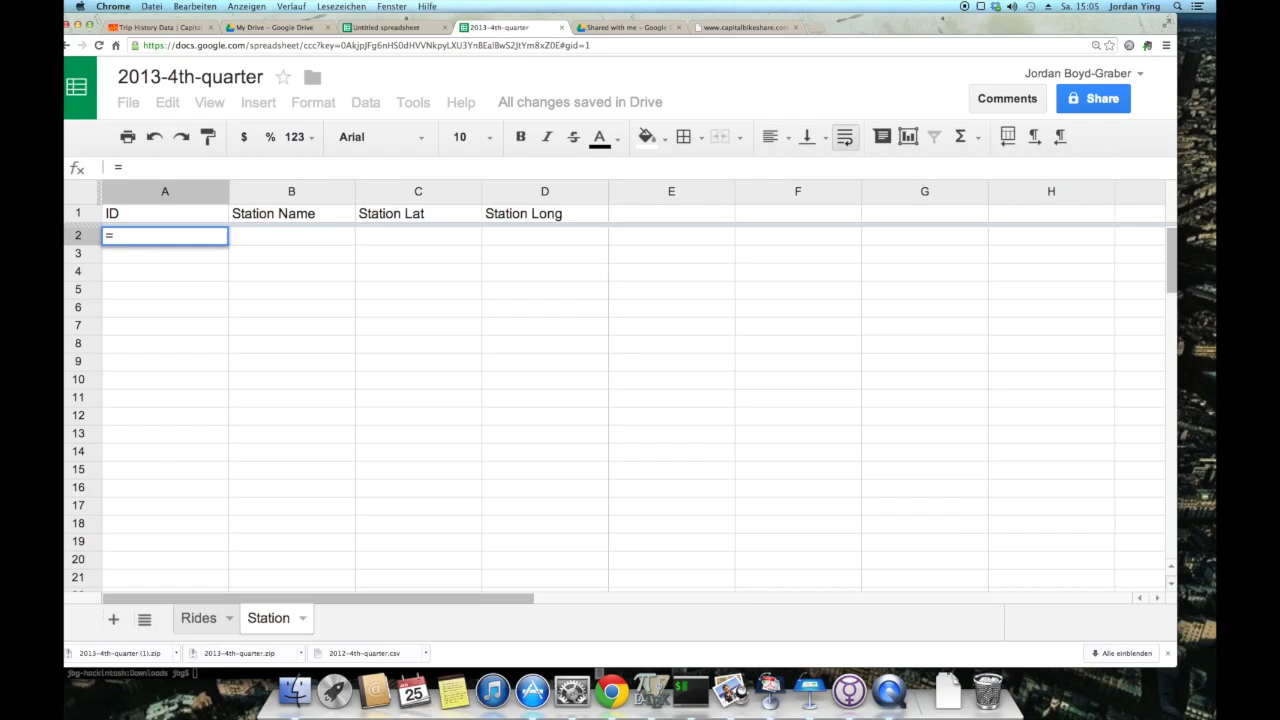 Chrome Datei Bearbeiten Anzeigen Verlauf Lesezeichen Fenster Hilfe Sa. 15:05 Jordan Ying
Trip History Data | Capital My Drive – Google Drive Untitled spreadsheet 2013-4th-quarter Shared with me – Google www.capitalbikeshare.com
https://docs.google.com/spreadsheet/
2013-4th-quarter
Jordan Boyd-Graber
File Edit View Insert Format Data Tools Help All changes saved in Drive
Comments Share
$ % 123 Arial 10 B I S A Σ
fx =
A B C D E F G H
1 ID Station Name Station Lat Station Long
2 =
3
4
5
6
7
8
9
10
11
12
13
14
15
16
17
18
19
20
21
+ Rides Station
2013-4th-quarter (1).zip 2013-4th-quarter.zip 2012-4th-quarter.csv Alle einblenden
jbg-hackintosh:Downloads jbg$
25